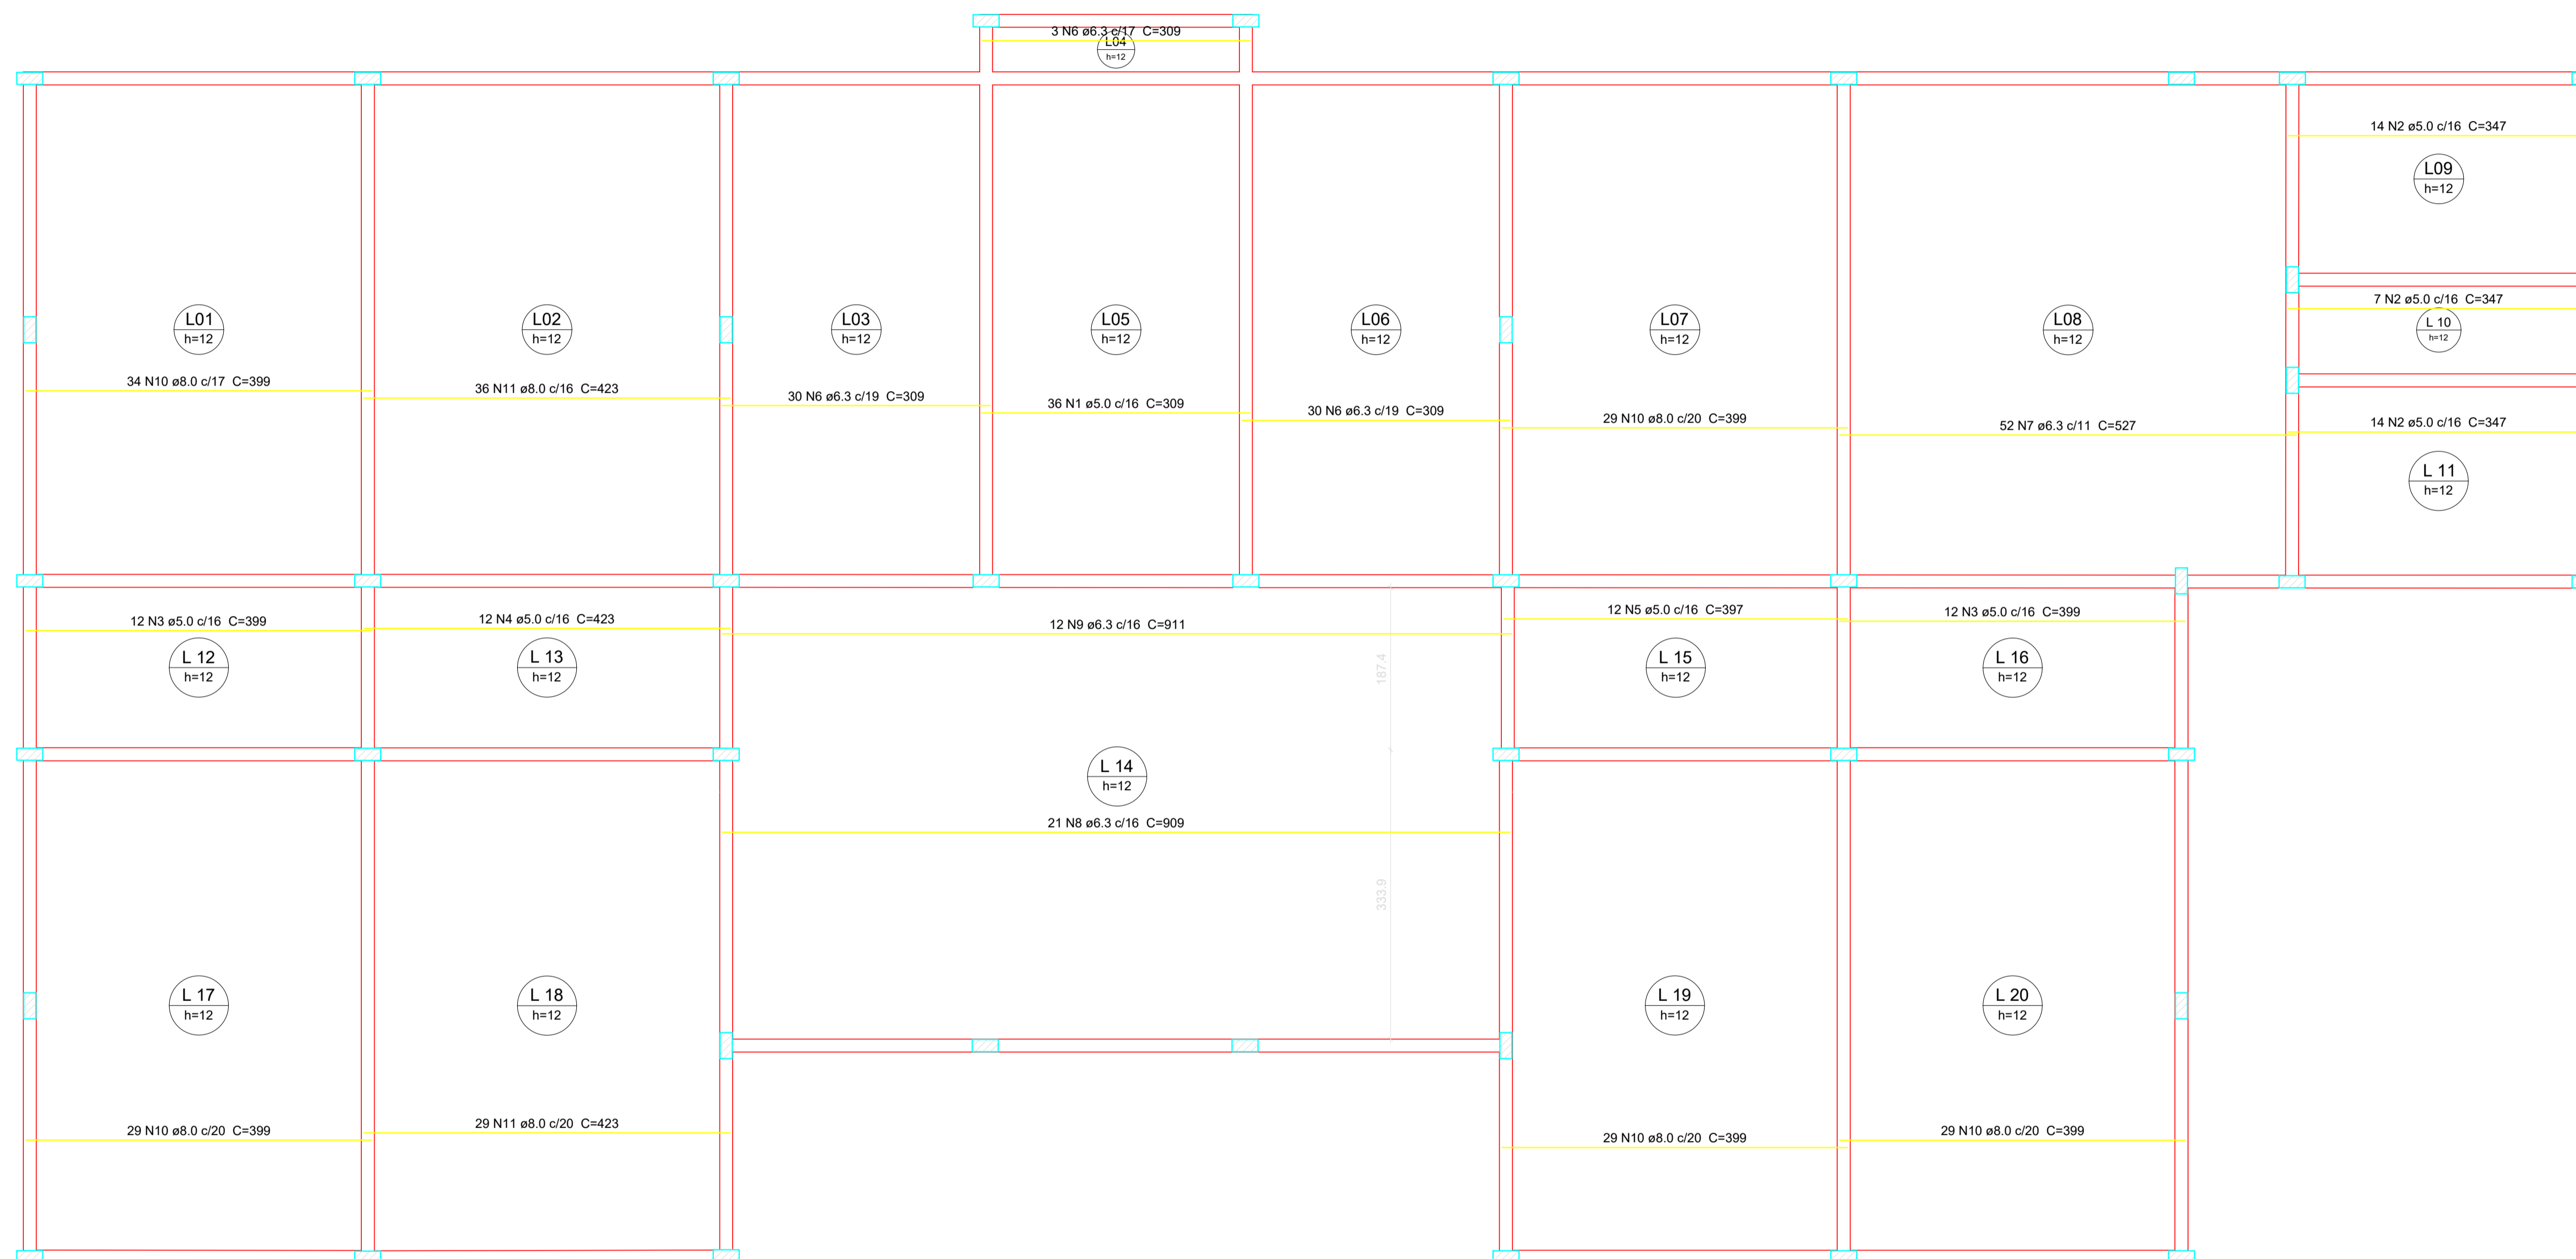 3 N6 ø6.3 c/17 C=309
L04
h=12
14 N2 ø5.0 c/16 C=347
L09
h=12
7 N2 ø5.0 c/16 C=347
L 10
h=12
L01
h=12
L02
h=12
L03
h=12
L05
h=12
L06
h=12
L07
h=12
L08
h=12
34 N10 ø8.0 c/17 C=399
36 N11 ø8.0 c/16 C=423
30 N6 ø6.3 c/19 C=309
36 N1 ø5.0 c/16 C=309
30 N6 ø6.3 c/19 C=309
29 N10 ø8.0 c/20 C=399
52 N7 ø6.3 c/11 C=527
14 N2 ø5.0 c/16 C=347
L 11
h=12
12 N3 ø5.0 c/16 C=399
12 N4 ø5.0 c/16 C=423
12 N9 ø6.3 c/16 C=911
12 N5 ø5.0 c/16 C=397
12 N3 ø5.0 c/16 C=399
L 12
h=12
L 13
h=12
187.4
L 15
h=12
L 16
h=12
L 14
h=12
21 N8 ø6.3 c/16 C=909
333.9
L 17
h=12
L 18
h=12
L 19
h=12
L 20
h=12
29 N10 ø8.0 c/20 C=399
29 N11 ø8.0 c/20 C=423
29 N10 ø8.0 c/20 C=399
29 N10 ø8.0 c/20 C=399